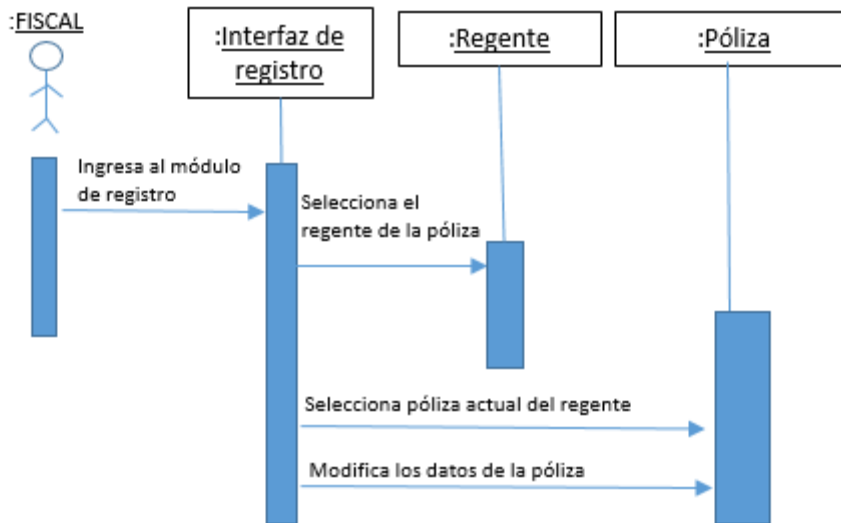 :FISCAL
:Interfaz de
registro
:Regente
:Póliza
Ingresa al módulo
de registro
Selecciona el
regente de la póliza
Selecciona póliza actual del regente
Modifica los datos de la póliza